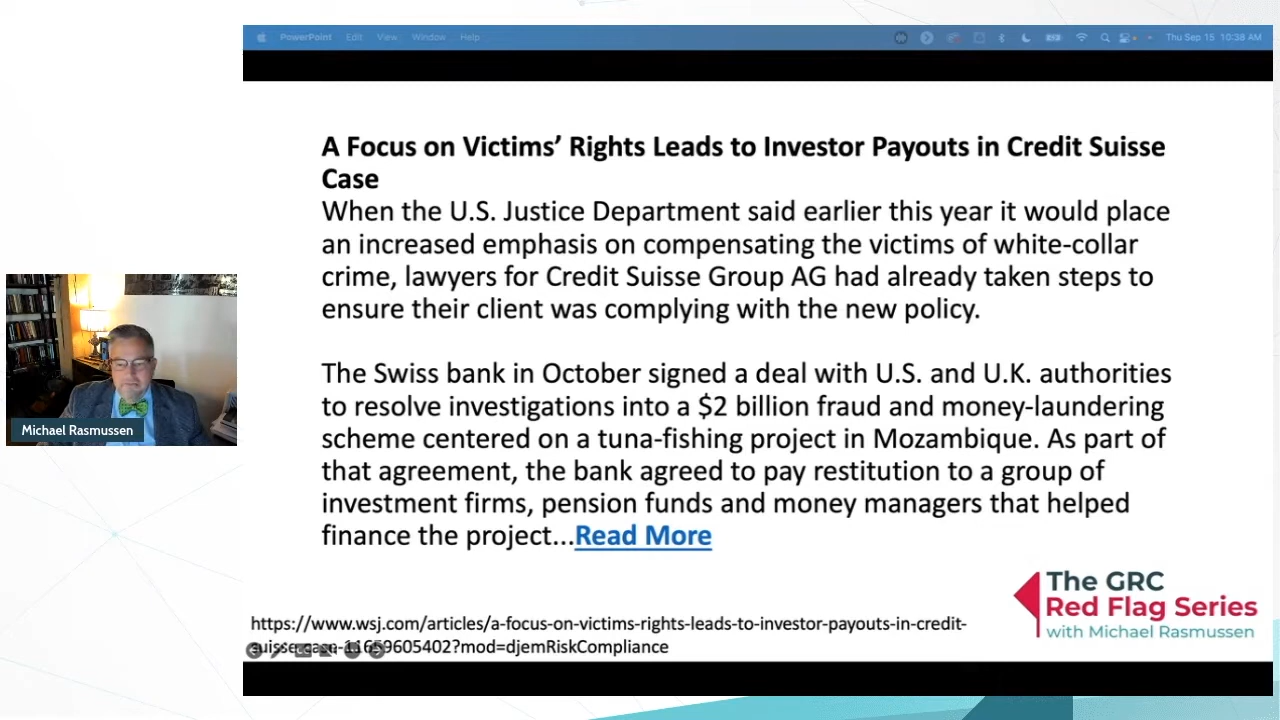 PowerPoint Edit View Window Help
Thu Sep 15 10:38 AM
A Focus on Victims' Rights Leads to Investor Payouts in Credit Suisse
Case
When the U.S. Justice Department said earlier this year it would place
an increased emphasis on compensating the victims of white-collar
crime, lawyers for Credit Suisse Group AG had already taken steps to
ensure their client was complying with the new policy.
The Swiss bank in October signed a deal with U.S. and U.K. authorities
to resolve investigations into a $2 billion fraud and money-laundering
scheme centered on a tuna-fishing project in Mozambique. As part of
that agreement, the bank agreed to pay restitution to a group of
investment firms, pension funds and money managers that helped
finance the project...Read More
Michael Rasmussen
The GRC
Red Flag Series
with Michael Rasmussen
https://www.wsj.com/articles/a-focus-on-victims-rights-leads-to-investor-payouts-in-credit-
suisse-case-11659605402?mod=djemRiskCompliance